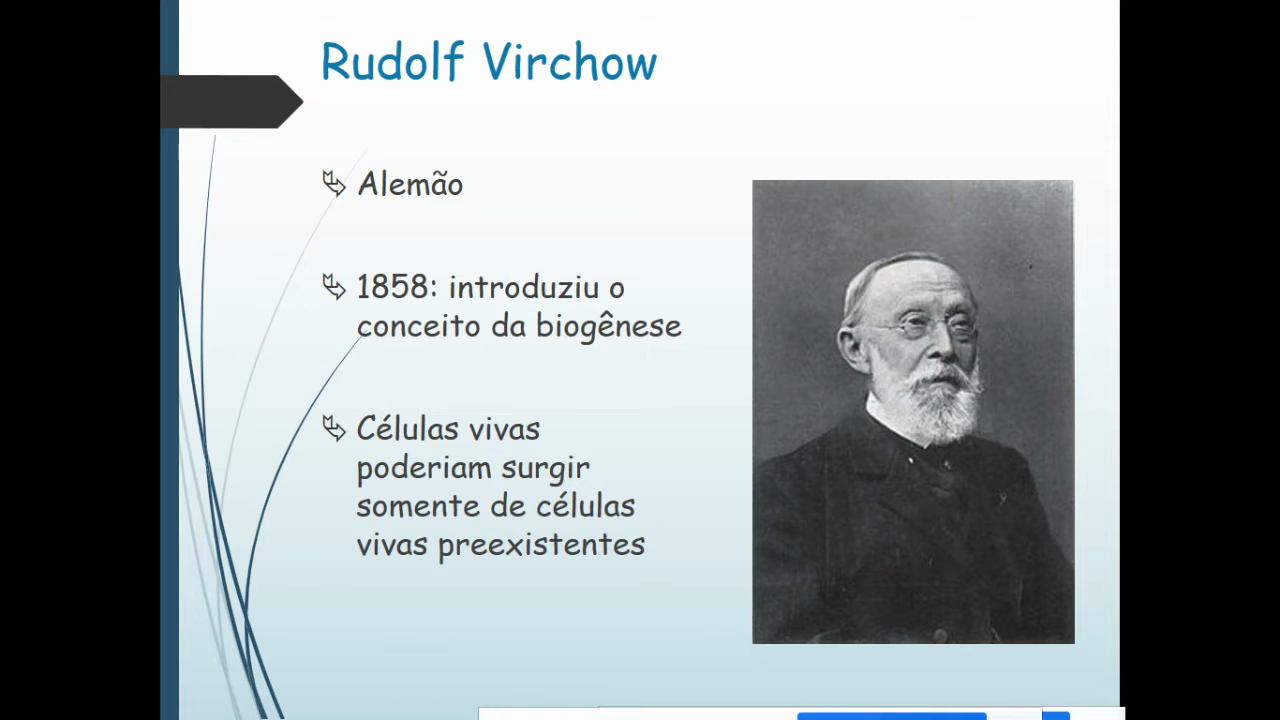 Rudolf Virchow
Alemão
1858: introduziu o
conceito da biogênese
Células vivas
poderiam surgir
somente de células
vivas preexistentes